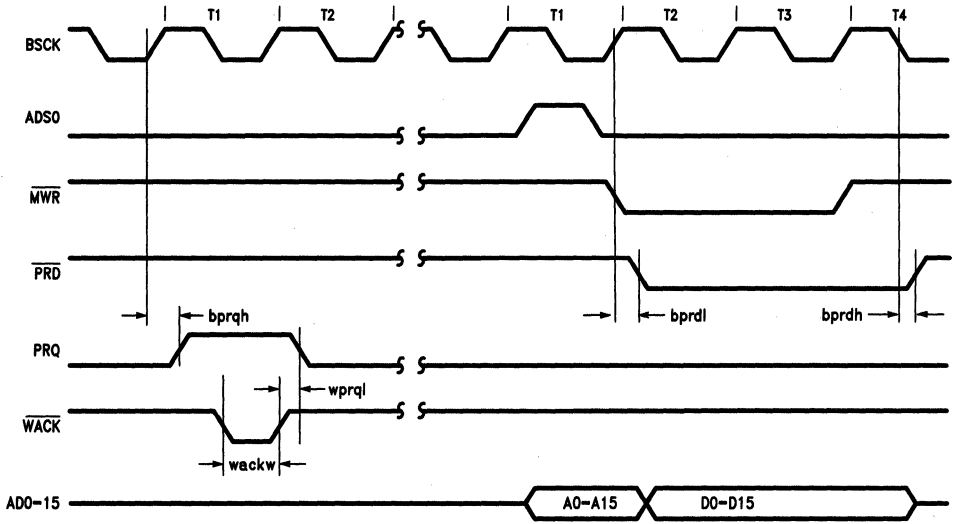 T1 T2 T1 T2 T3 T4
BSCK
ADS0
MWR
PRD
bprqh bprdl bprdh
PRQ
wprql
WACK
wackw
AD0-15 A0-A15 D0-D15